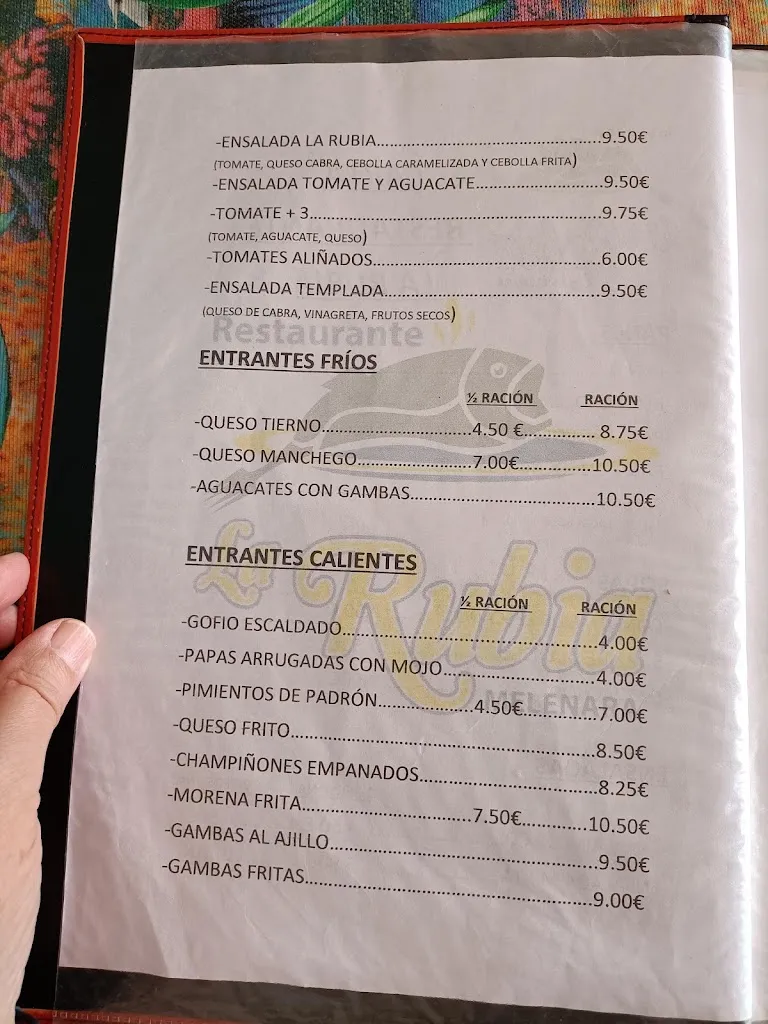 -ENSALADA LA RUBIA..........9.50€
(TOMATE, QUESO CABRA, CEBOLLA CARAMELIZADA Y CEBOLLA FRITA)
-ENSALADA TOMATE Y AGUACATE..........9.50€
-TOMATE + 3..........9.75€
(TOMATE, AGUACATE, QUESO)
-TOMATES ALIÑADOS..........6.00€
-ENSALADA TEMPLADA..........9.50€
(QUESO DE CABRA, VINAGRETA, FRUTOS SECOS)
Restaurante
ENTRANTES FRÍOS
½ RACIÓN RACIÓN
-QUESO TIERNO..........4.50 €.......... 8.75€
-QUESO MANCHEGO..........7.00€..........10.50€
-AGUACATES CON GAMBAS..........10.50€
ENTRANTES CALIENTES
La Rubia
½ RACIÓN RACIÓN
-GOFIO ESCALDADO..........4.00€
-PAPAS ARRUGADAS CON MOJO..........4.00€
MELENARA
-PIMIENTOS DE PADRÓN..........4.50€..........7.00€
-QUESO FRITO..........8.50€
-CHAMPIÑONES EMPANADOS..........8.25€
-MORENA FRITA..........7.50€..........10.50€
-GAMBAS AL AJILLO..........9.50€
-GAMBAS FRITAS..........9.00€